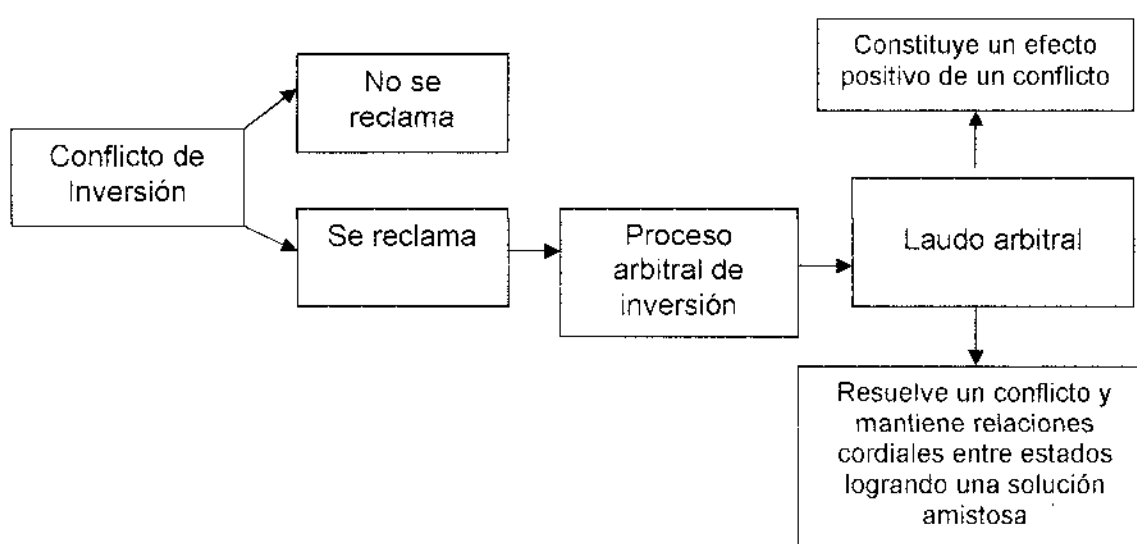 Conflicto de
Inversión
No se
reclama
Se reclama
Proceso
arbitral de
inversión
Laudo arbitral
Constituye un efecto
positivo de un conflicto
Resuelve un conflicto y
mantiene relaciones
cordiales entre estados
logrando una solución
amistosa